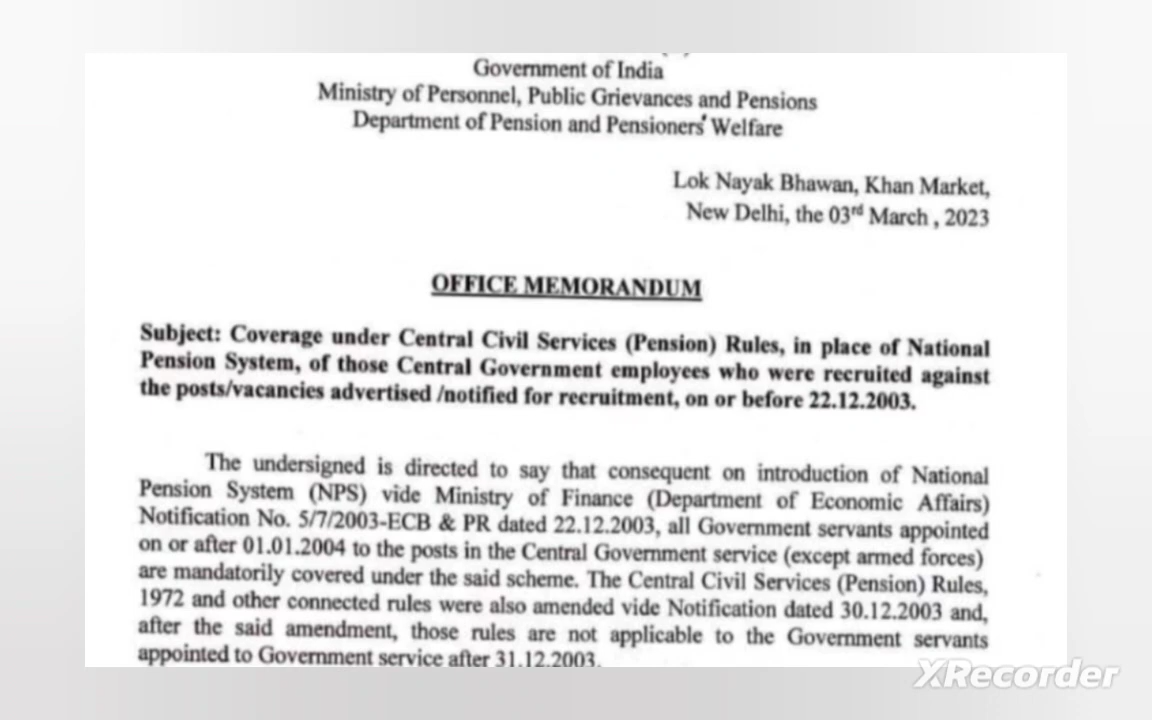 Government of India
Ministry of Personnel, Public Grievances and Pensions
Department of Pension and Pensioners' Welfare
Lok Nayak Bhawan, Khan Market,
New Delhi, the 03rd March , 2023
OFFICE MEMORANDUM
Subject: Coverage under Central Civil Services (Pension) Rules, in place of National
Pension System, of those Central Government employees who were recruited against
the posts/vacancies advertised /notified for recruitment, on or before 22.12.2003.
The undersigned is directed to say that consequent on introduction of National
Pension System (NPS) vide Ministry of Finance (Department of Economic Affairs)
Notification No. 5/7/2003-ECB & PR dated 22.12.2003, all Government servants appointed
on or after 01.01.2004 to the posts in the Central Government service (except armed forces)
are mandatorily covered under the said scheme. The Central Civil Services (Pension) Rules,
1972 and other connected rules were also amended vide Notification dated 30.12.2003 and,
after the said amendment, those rules are not applicable to the Government servants
appointed to Government service after 31.12.2003.
XRecorder